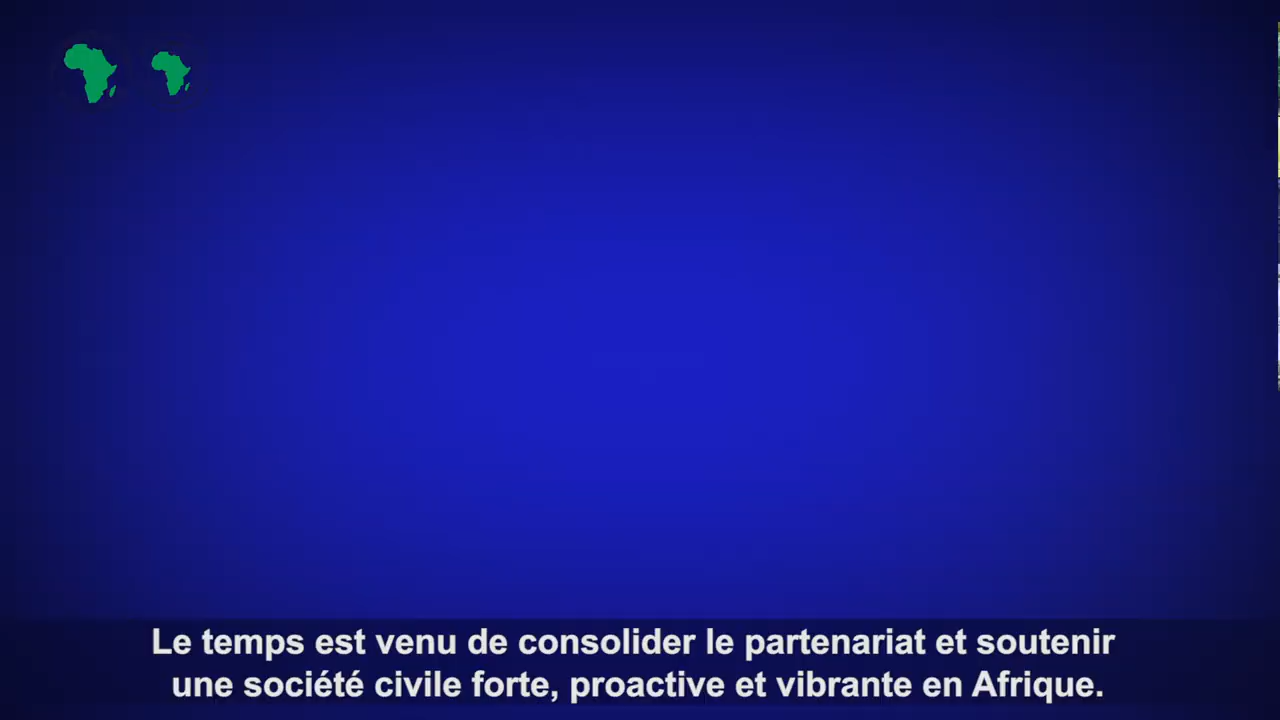 Le temps est venu de consolider le partenariat et soutenir
une société civile forte, proactive et vibrante en Afrique.